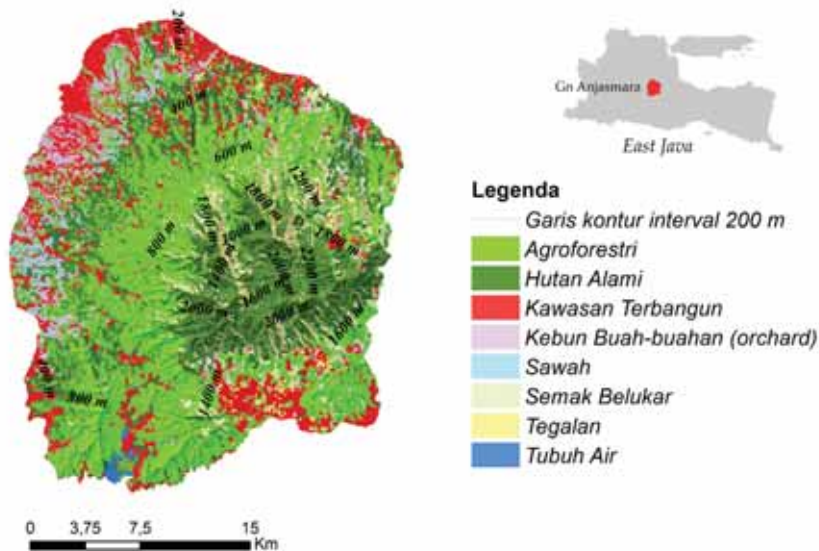 200 m
400 m
600 m
1200 m
1800 m
800 m
2000 m
1600 m
1400 m
800 m
Gn Anjasmara
East Java
Legenda
Garis kontur interval 200 m
Agroforestri
Hutan Alami
Kawasan Terbangun
Kebun Buah-buahan (orchard)
Sawah
Semak Belukar
Tegalan
Tubuh Air
0 3,75 7,5 15
Km